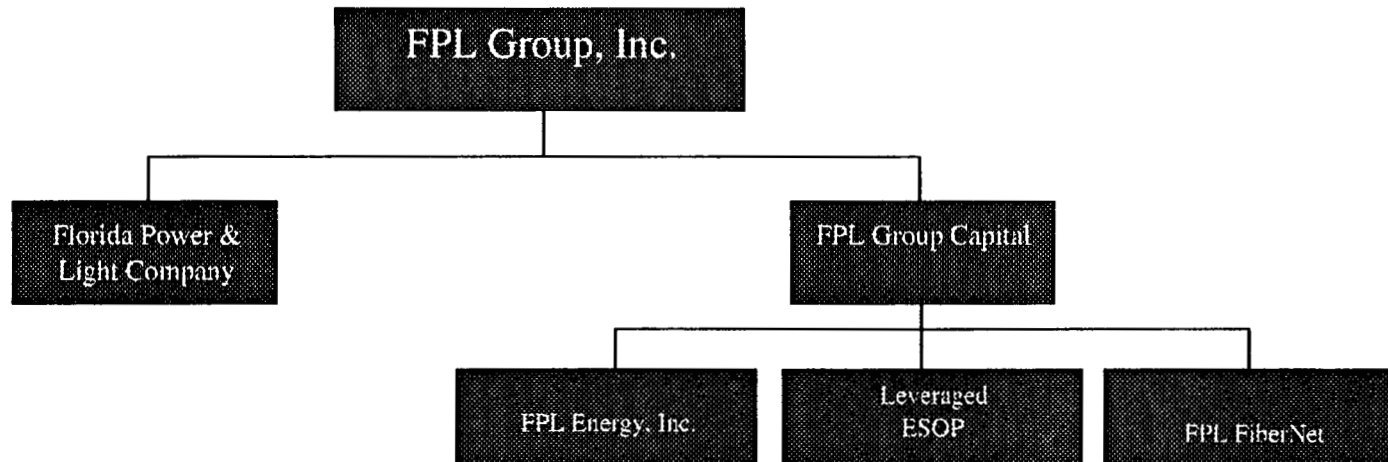 FPL Group, Inc.
Florida Power &
Light Company
FPL Group Capital
FPL Energy, Inc.
Leveraged
ESOP
FPL FiberNet